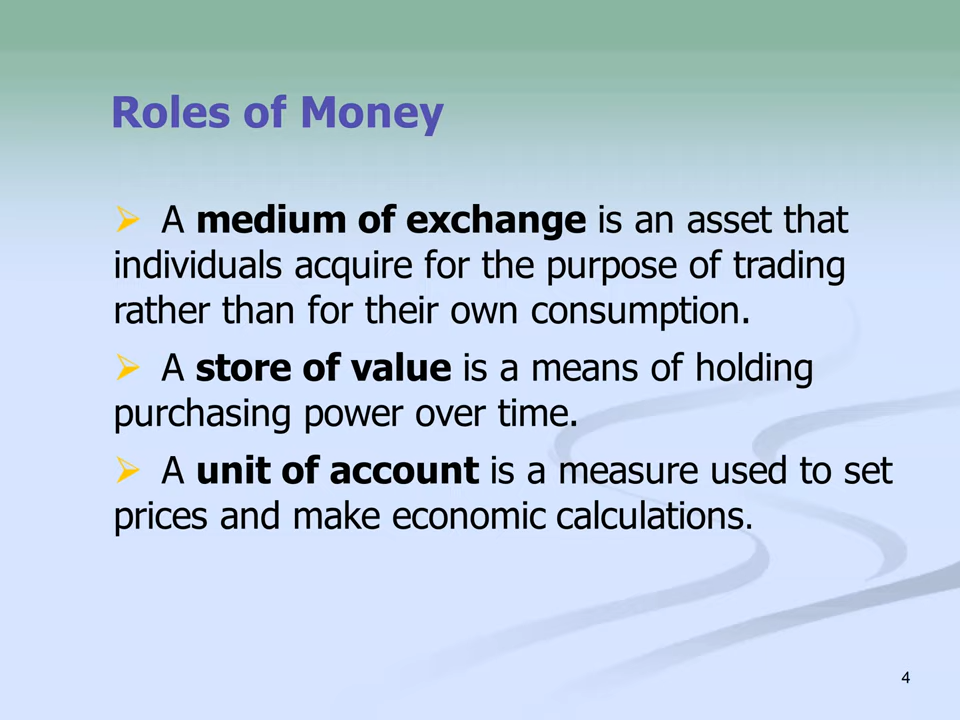 Roles of Money
➢ A medium of exchange is an asset that
individuals acquire for the purpose of trading
rather than for their own consumption.
➢ A store of value is a means of holding
purchasing power over time.
➢ A unit of account is a measure used to set
prices and make economic calculations.
4